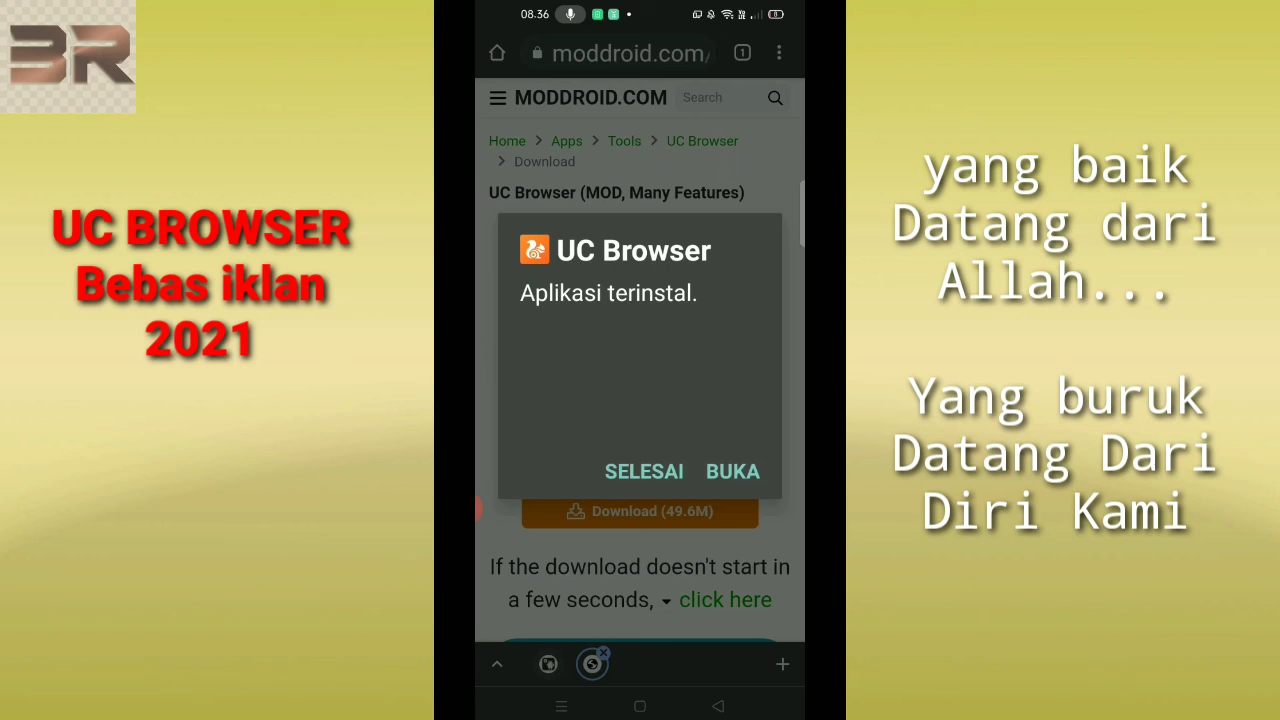 BR
UC BROWSER
Bebas iklan
2021
08.36
moddroid.com/
1
MODDROID.COM
Search
Home > Apps > Tools > UC Browser
> Download
UC Browser (MOD, Many Features)
UC Browser
Aplikasi terinstal.
SELESAI BUKA
Download (49.6M)
If the download doesn't start in
a few seconds, click here
yang baik
Datang dari
Allah...
Yang buruk
Datang Dari
Diri Kami